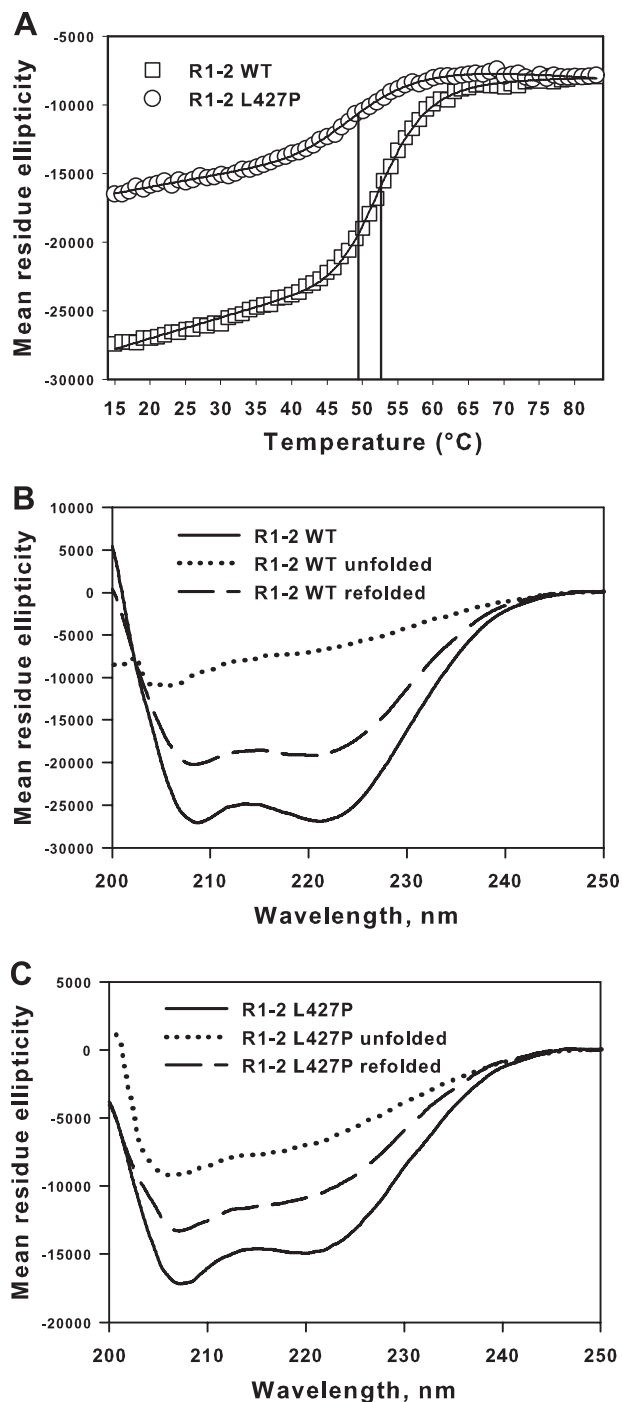 A
Mean residue ellipticity
-5000
-10000
-15000
-20000
-25000
-30000
R1-2 WT
R1-2 L427P
15 20 25 30 35 40 45 50 55 60 65 70 75 80
Temperature (°C)
B
Mean residue ellipticity
10000
5000
0
-5000
-10000
-15000
-20000
-25000
-30000
R1-2 WT
R1-2 WT unfolded
R1-2 WT refolded
200 210 220 230 240 250
Wavelength, nm
C
Mean residue ellipticity
5000
0
-5000
-10000
-15000
-20000
R1-2 L427P
R1-2 L427P unfolded
R1-2 L427P refolded
200 210 220 230 240 250
Wavelength, nm